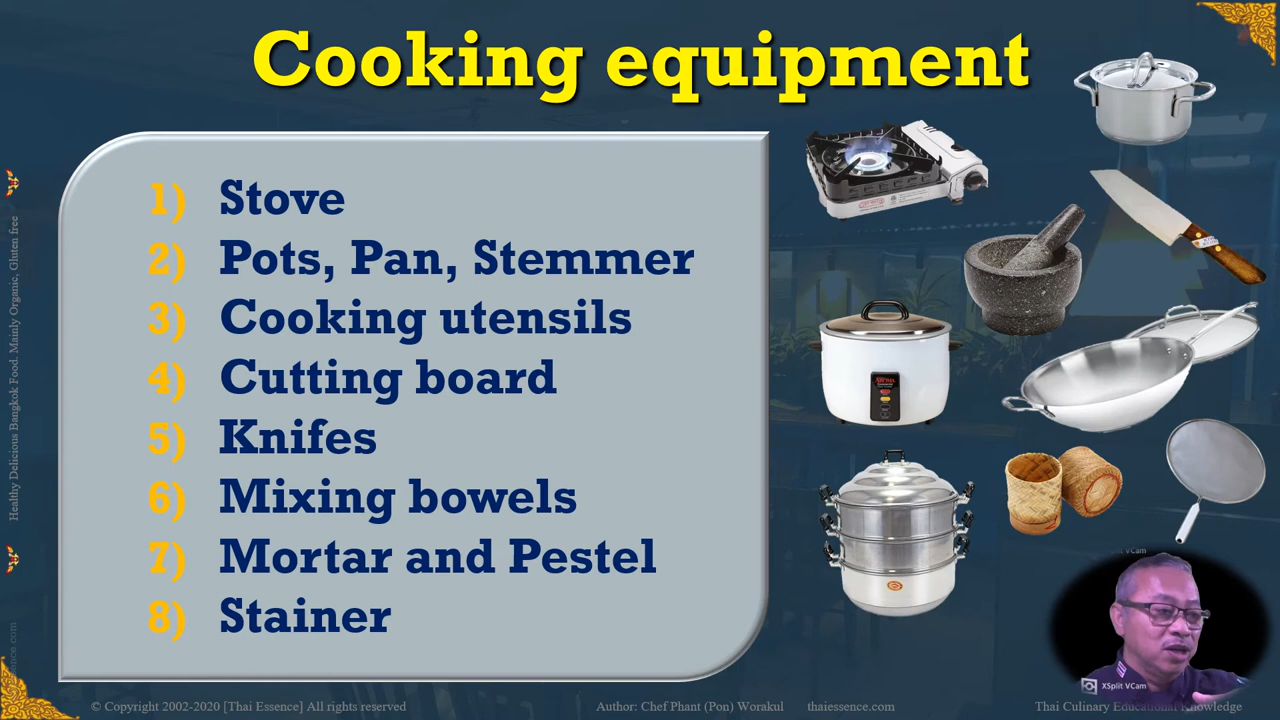 Cooking equipment
1) Stove
2) Pots, Pan, Stemmer
3) Cooking utensils
4) Cutting board
5) Knifes
6) Mixing bowels
7) Mortar and Pestel
8) Stainer
Healthy Delicious Bangkok Food. Mainly Organic, Gluten free
XSplit VCam
© Copyright 2002-2020 [Thai Essence] All rights reserved
Author: Chef Phant (Pon) Worakul
thaiessence.com
Thai Culinary Educational Knowledge